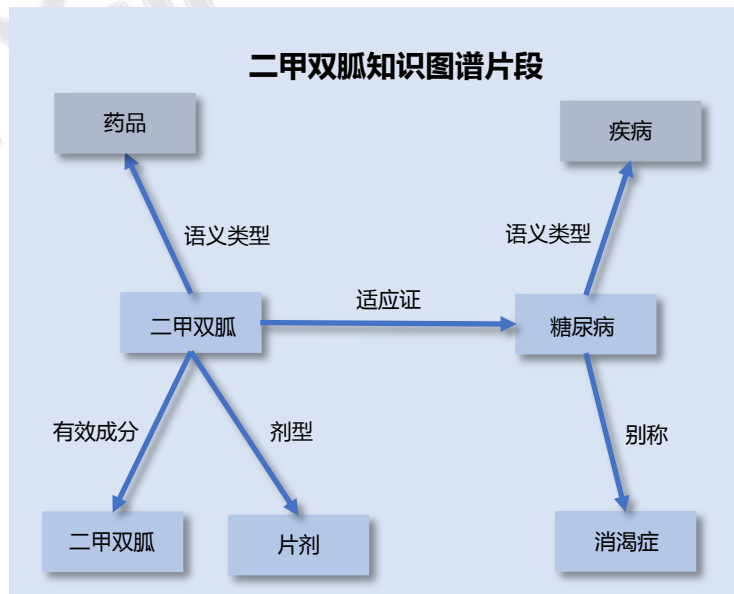 二甲双胍知识图谱片段
药品
疾病
语义类型
语义类型
二甲双胍
适应证
糖尿病
有效成分
剂型
别称
二甲双胍
片剂
消渴症